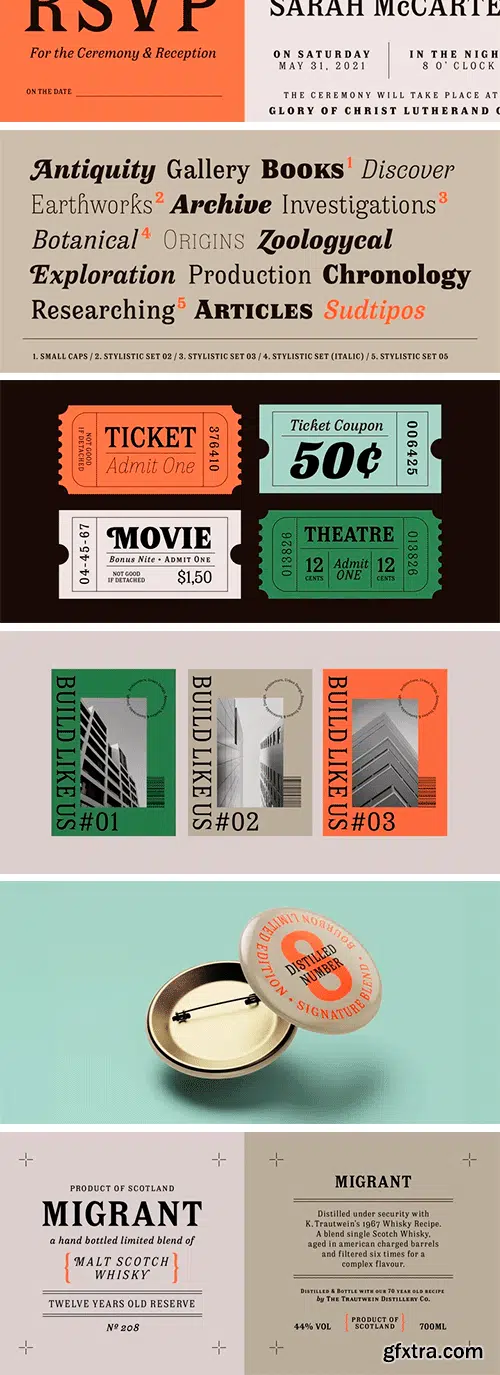 RSVP
For the Ceremony & Reception
ON THE DATE
SARAH McCARTE
ON SATURDAY
MAY 31, 2021
IN THE NIGH
8 O' CLOCK
THE CEREMONY WILL TAKE PLACE AT
GLORY OF CHRIST LUTHERAND C
Antiquity Gallery BOOKS1 Discover
Earthworks2 Archive Investigations3
Botanical4 ORIGINS Zoologycal
Exploration Production Chronology
Researching5 ARTICLES Sudtipos
1. SMALL CAPS / 2. STYLISTIC SET 02 / 3. STYLISTIC SET 03 / 4. STYLISTIC SET (ITALIC) / 5. STYLISTIC SET 05
NOT GOOD
IF DETACHED
TICKET
Admit One
376410
Ticket Coupon
50¢
006425
04-45-67
MOVIE
Bonus Nite • ADMIT ONE
NOT GOOD
IF DETACHED
$1,50
013826
THEATRE
12
CENTS
Admit
ONE
12
CENTS
013826
BUILD LIKE US
#01
BUILD LIKE US
#02
BUILD LIKE US
#03
BOURBON LIMITED EDITION • SIGNATURE BLEND •
8
DISTILLED
NUMBER
PRODUCT OF SCOTLAND
MIGRANT
a hand bottled limited blend of
MALT SCOTCH
WHISKY
TWELVE YEARS OLD RESERVE
Nº 208
MIGRANT
Distilled under security with
K. Trautwein's 1967 Whisky Recipe.
A blend single Scotch Whisky,
aged in american charged barrels
and filtered six times for a
complex flavour.
DISTILLED & BOTTLE WITH OUR 70 YEAR OLD RECIPE
by THE TRAUTWEIN DISTILLERY CO.
44% VOL
PRODUCT OF
SCOTLAND
700ML
gfxtra.com